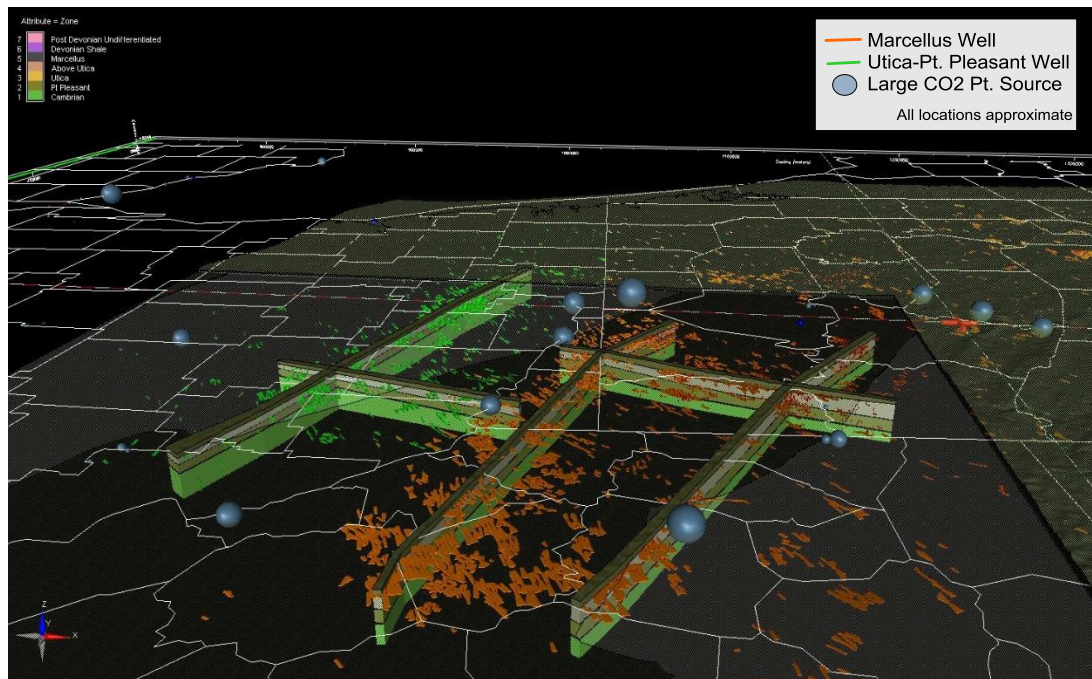 Attribute = Zone
7 Post Devonian Undifferentiated
6 Devonian Shale
5 Marcellus
4 Above Utica
3 Utica
2 Pt Pleasant
1 Cambrian
Marcellus Well
Utica-Pt. Pleasant Well
Large CO2 Pt. Source
All locations approximate
Z
Y
X